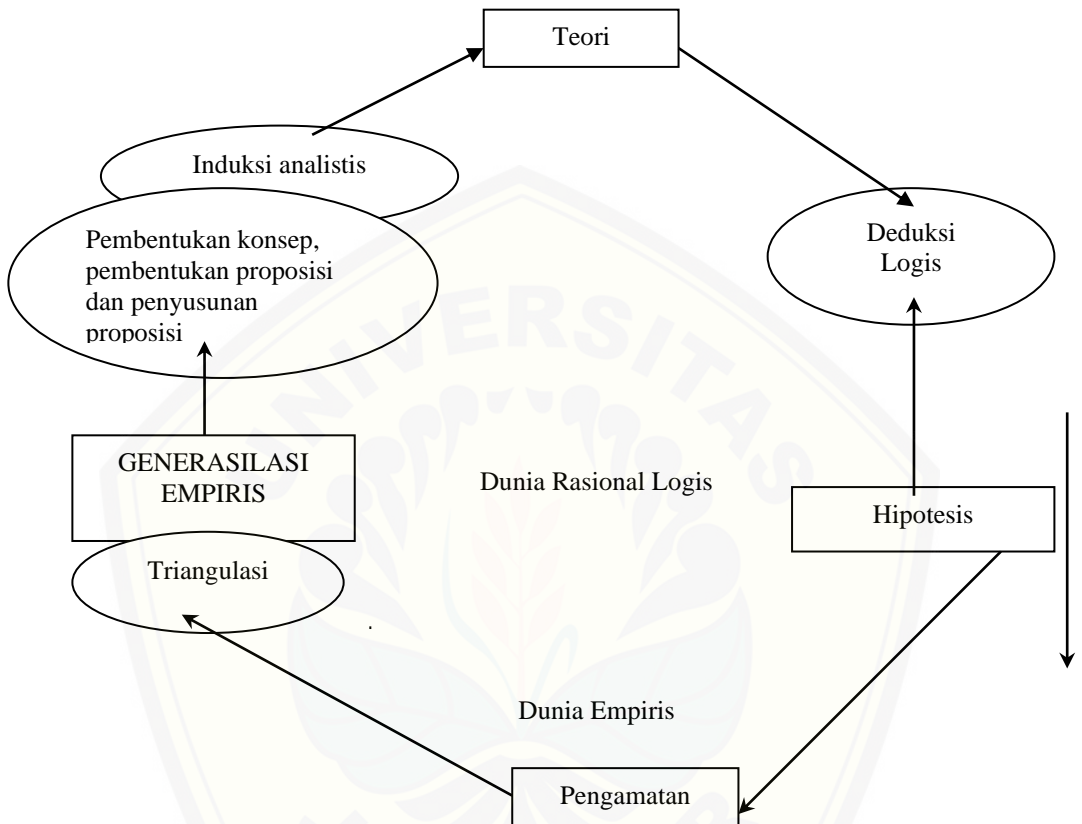 Teori
Induksi analistis
Pembentukan konsep,
pembentukan proposisi
dan penyusunan
proposisi
Deduksi
Logis
GENERASILASI
EMPIRIS
Dunia Rasional Logis
Hipotesis
Triangulasi
.
Dunia Empiris
Pengamatan
UNIVERSITAS